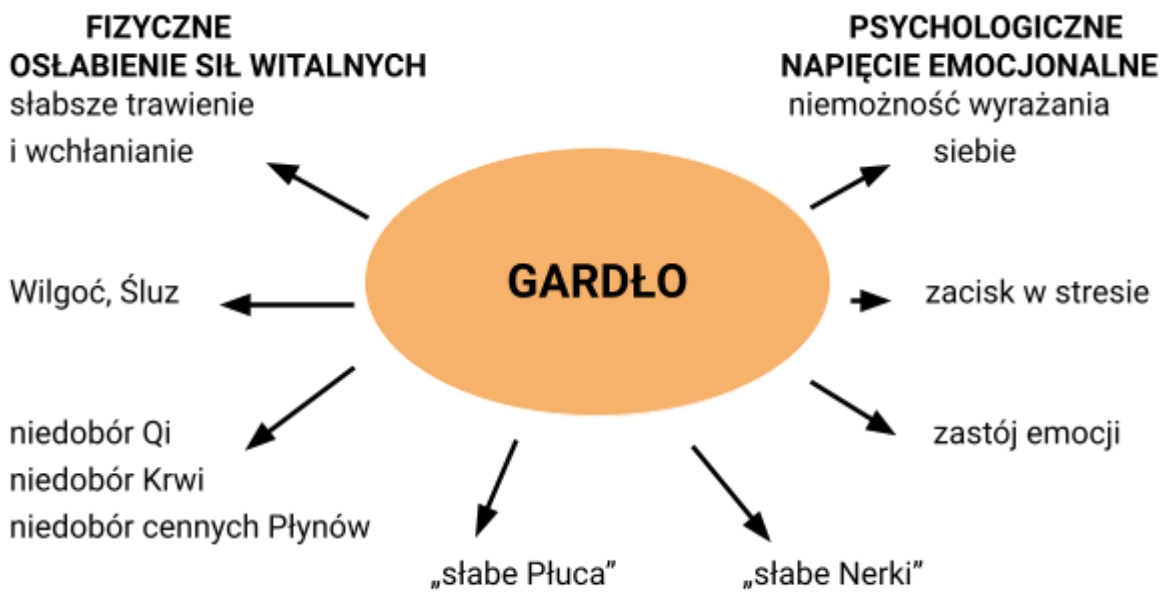 FIZYCZNE
OSŁABIENIE SIŁ WITALNYCH
słabsze trawienie
i wchłanianie
Wilgoć, Śluz
niedobór Qi
niedobór Krwi
niedobór cennych Płynów
GARDŁO
„słabe Płuca”
„słabe Nerki”
PSYCHOLOGICZNE
NAPIĘCIE EMOCJONALNE
niemożność wyrażania
siebie
zacisk w stresie
zastój emocji